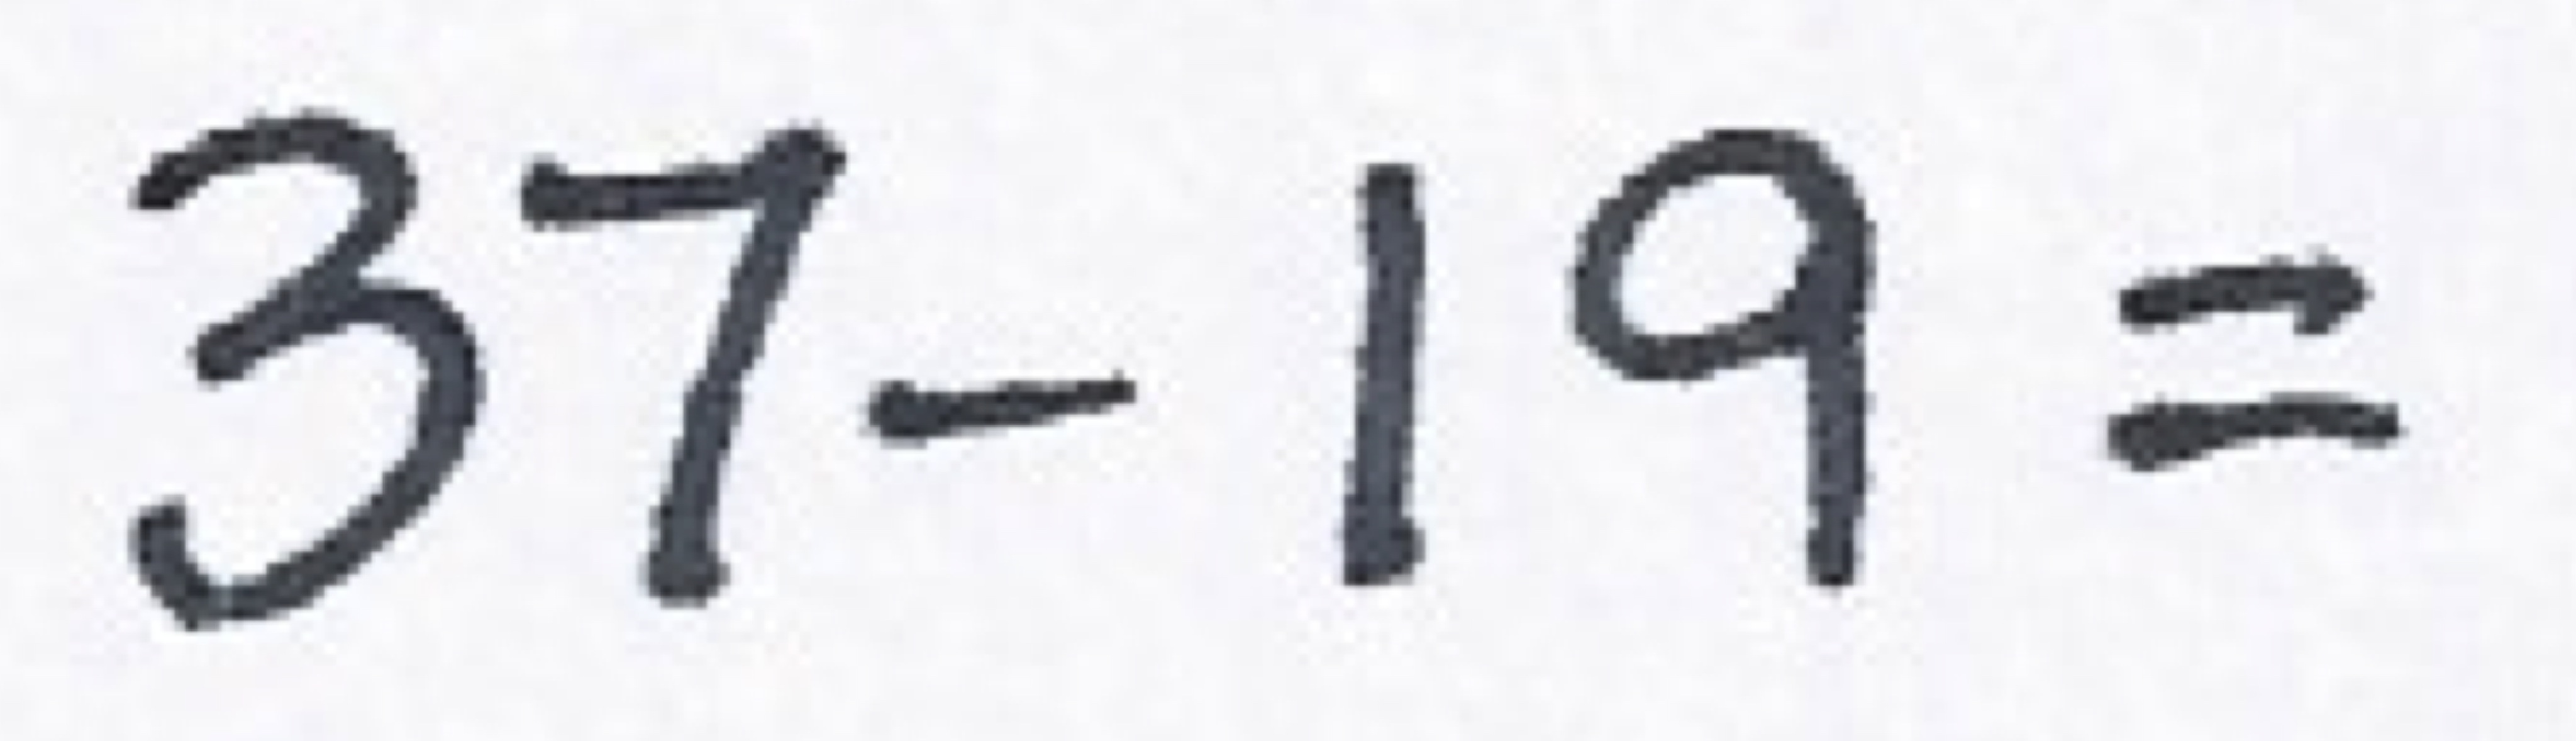 37- 19 =